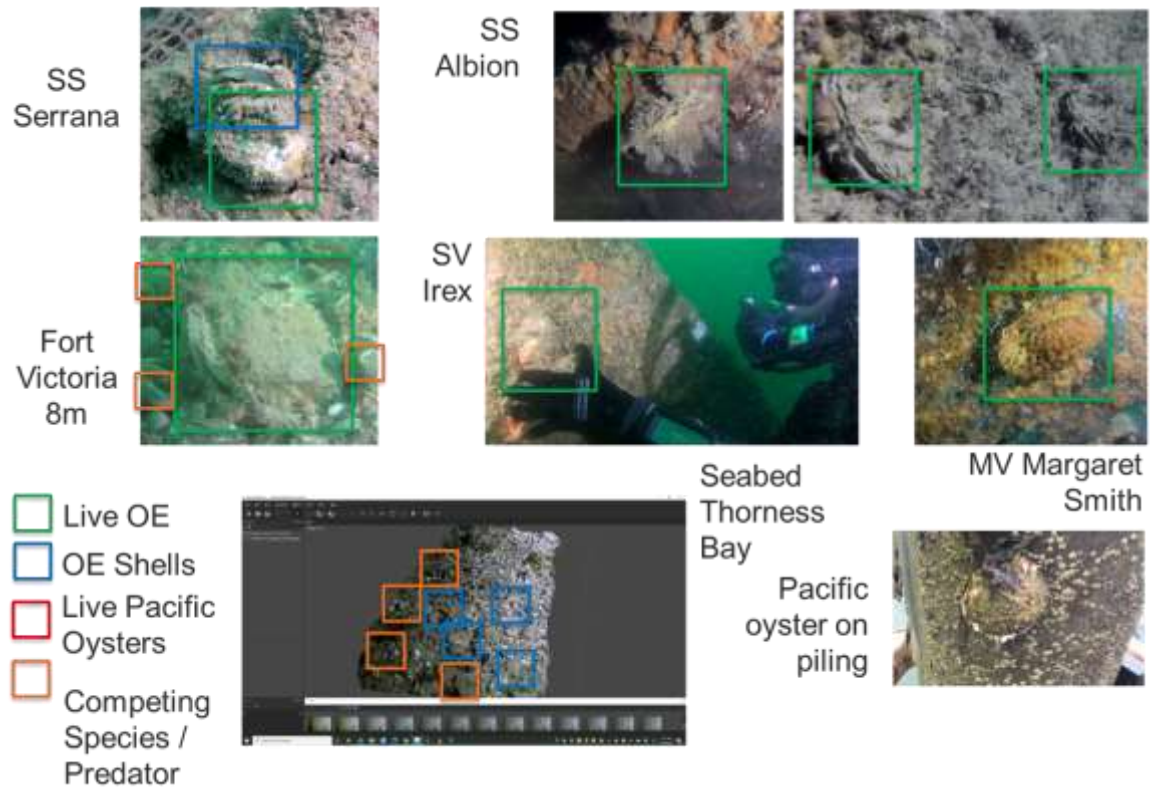 SS
Serrana
SS
Albion
Fort
Victoria
8m
SV
Irex
MV Margaret
Smith
Live OE
OE Shells
Live Pacific
Oysters
Competing
Species /
Predator
Seabed
Thorness
Bay
Pacific
oyster on
piling